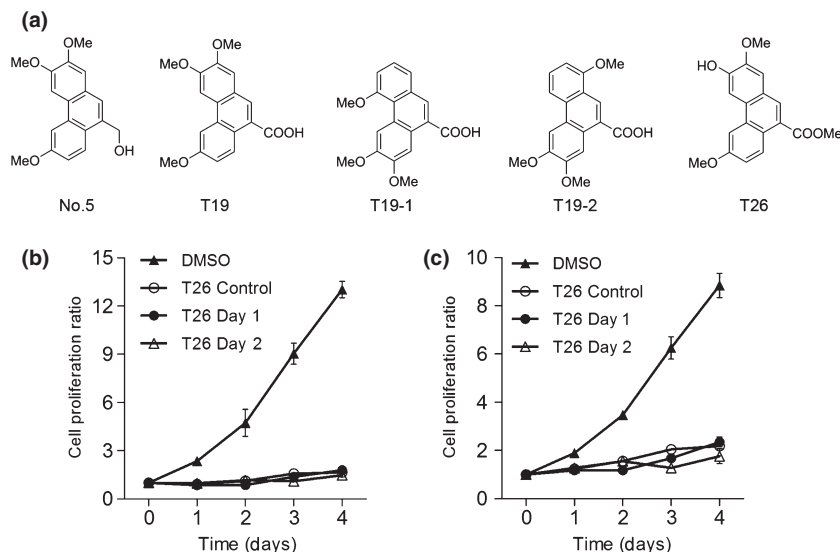 (a)
OMe
MeO
MeO
OH
No.5
OMe
MeO
COOH
MeO
T19
MeO
COOH
MeO
OMe
T19-1
OMe
COOH
MeO
OMe
T19-2
OMe
HO
COOMe
MeO
T26
(b)
Cell proliferation ratio
15
12
9
6
3
0
DMSO
T26 Control
T26 Day 1
T26 Day 2
0 1 2 3 4
Time (days)
(c)
Cell proliferation ratio
10
8
6
4
2
0
DMSO
T26 Control
T26 Day 1
T26 Day 2
0 1 2 3 4
Time (days)